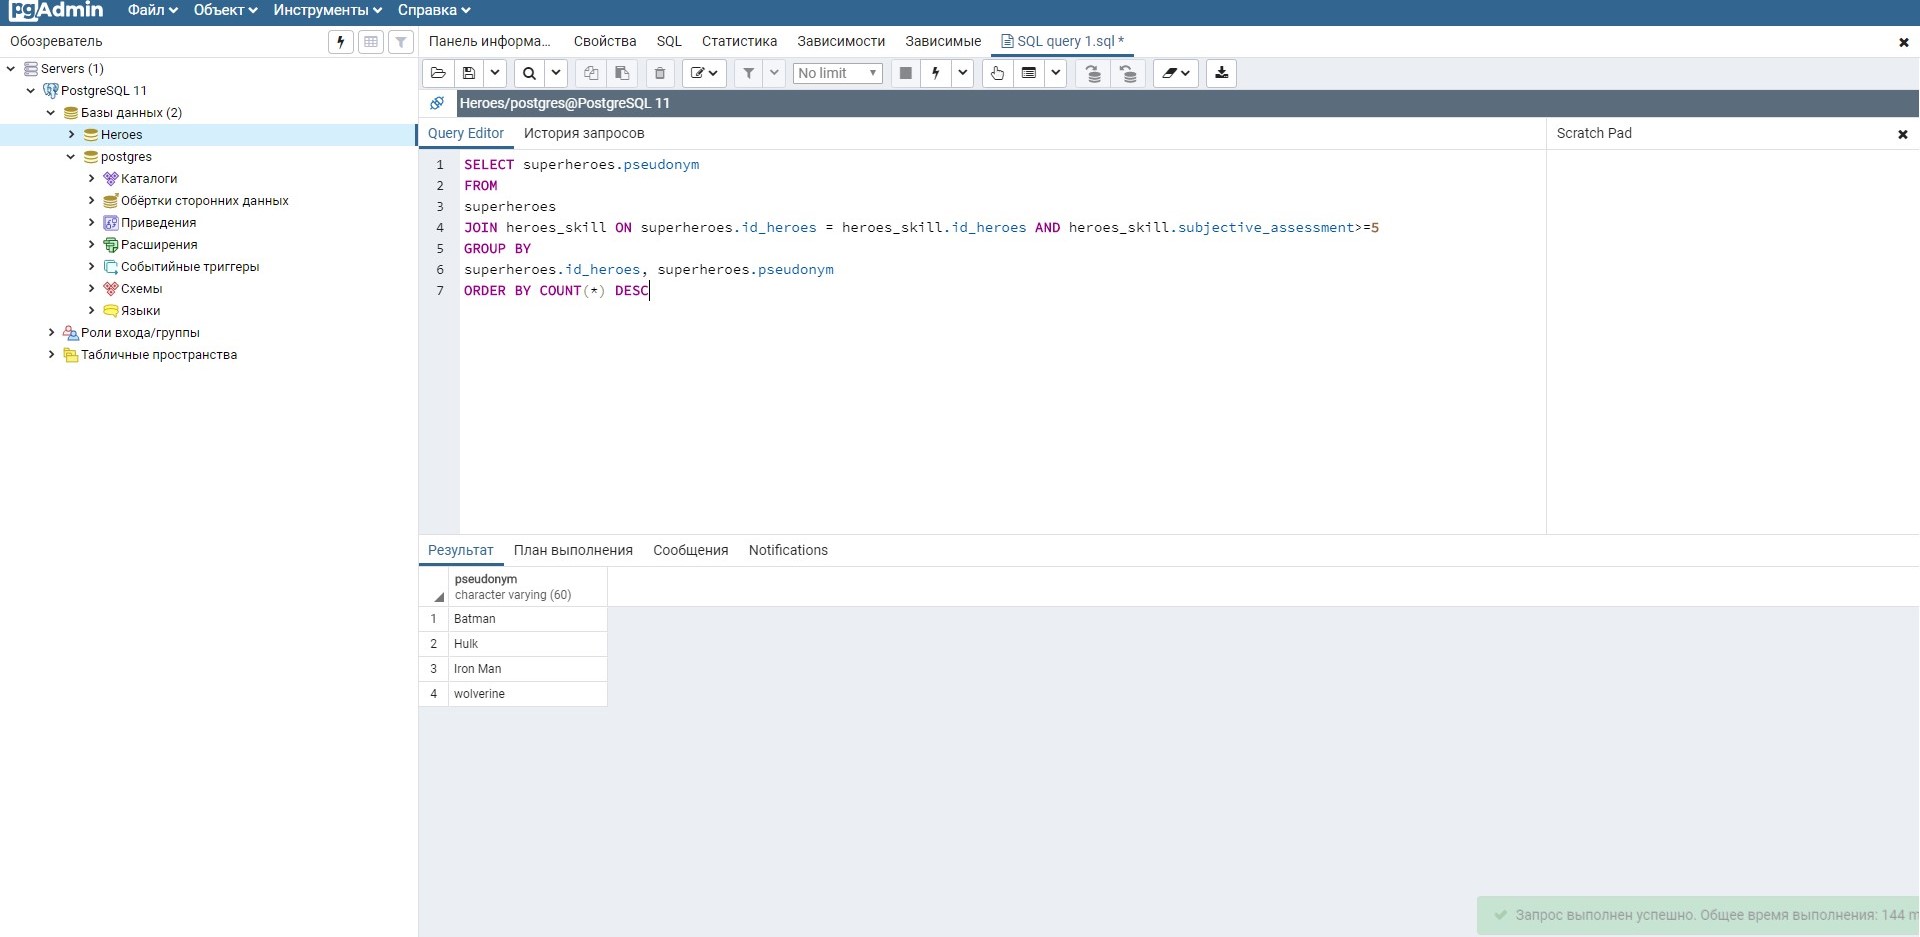 pgAdmin Файл Объект Инструменты Справка
Обозреватель
Панель информа... Свойства SQL Статистика Зависимости Зависимые SQL query 1.sql *
Servers (1)
PostgreSQL 11
Базы данных (2)
Heroes
postgres
Каталоги
Обёртки сторонних данных
Приведения
Расширения
Событийные триггеры
Схемы
Языки
Роли входа/группы
Табличные пространства
No limit
Heroes/postgres@PostgreSQL 11
Query Editor История запросов
Scratch Pad
1 SELECT superheroes.pseudonym
2 FROM
3 superheroes
4 JOIN heroes_skill ON superheroes.id_heroes = heroes_skill.id_heroes AND heroes_skill.subjective_assessment>=5
5 GROUP BY
6 superheroes.id_heroes, superheroes.pseudonym
7 ORDER BY COUNT(*) DESC
Результат План выполнения Сообщения Notifications
pseudonym
character varying (60)
1 Batman
2 Hulk
3 Iron Man
4 wolverine
Запрос выполнен успешно. Общее время выполнения: 144 m